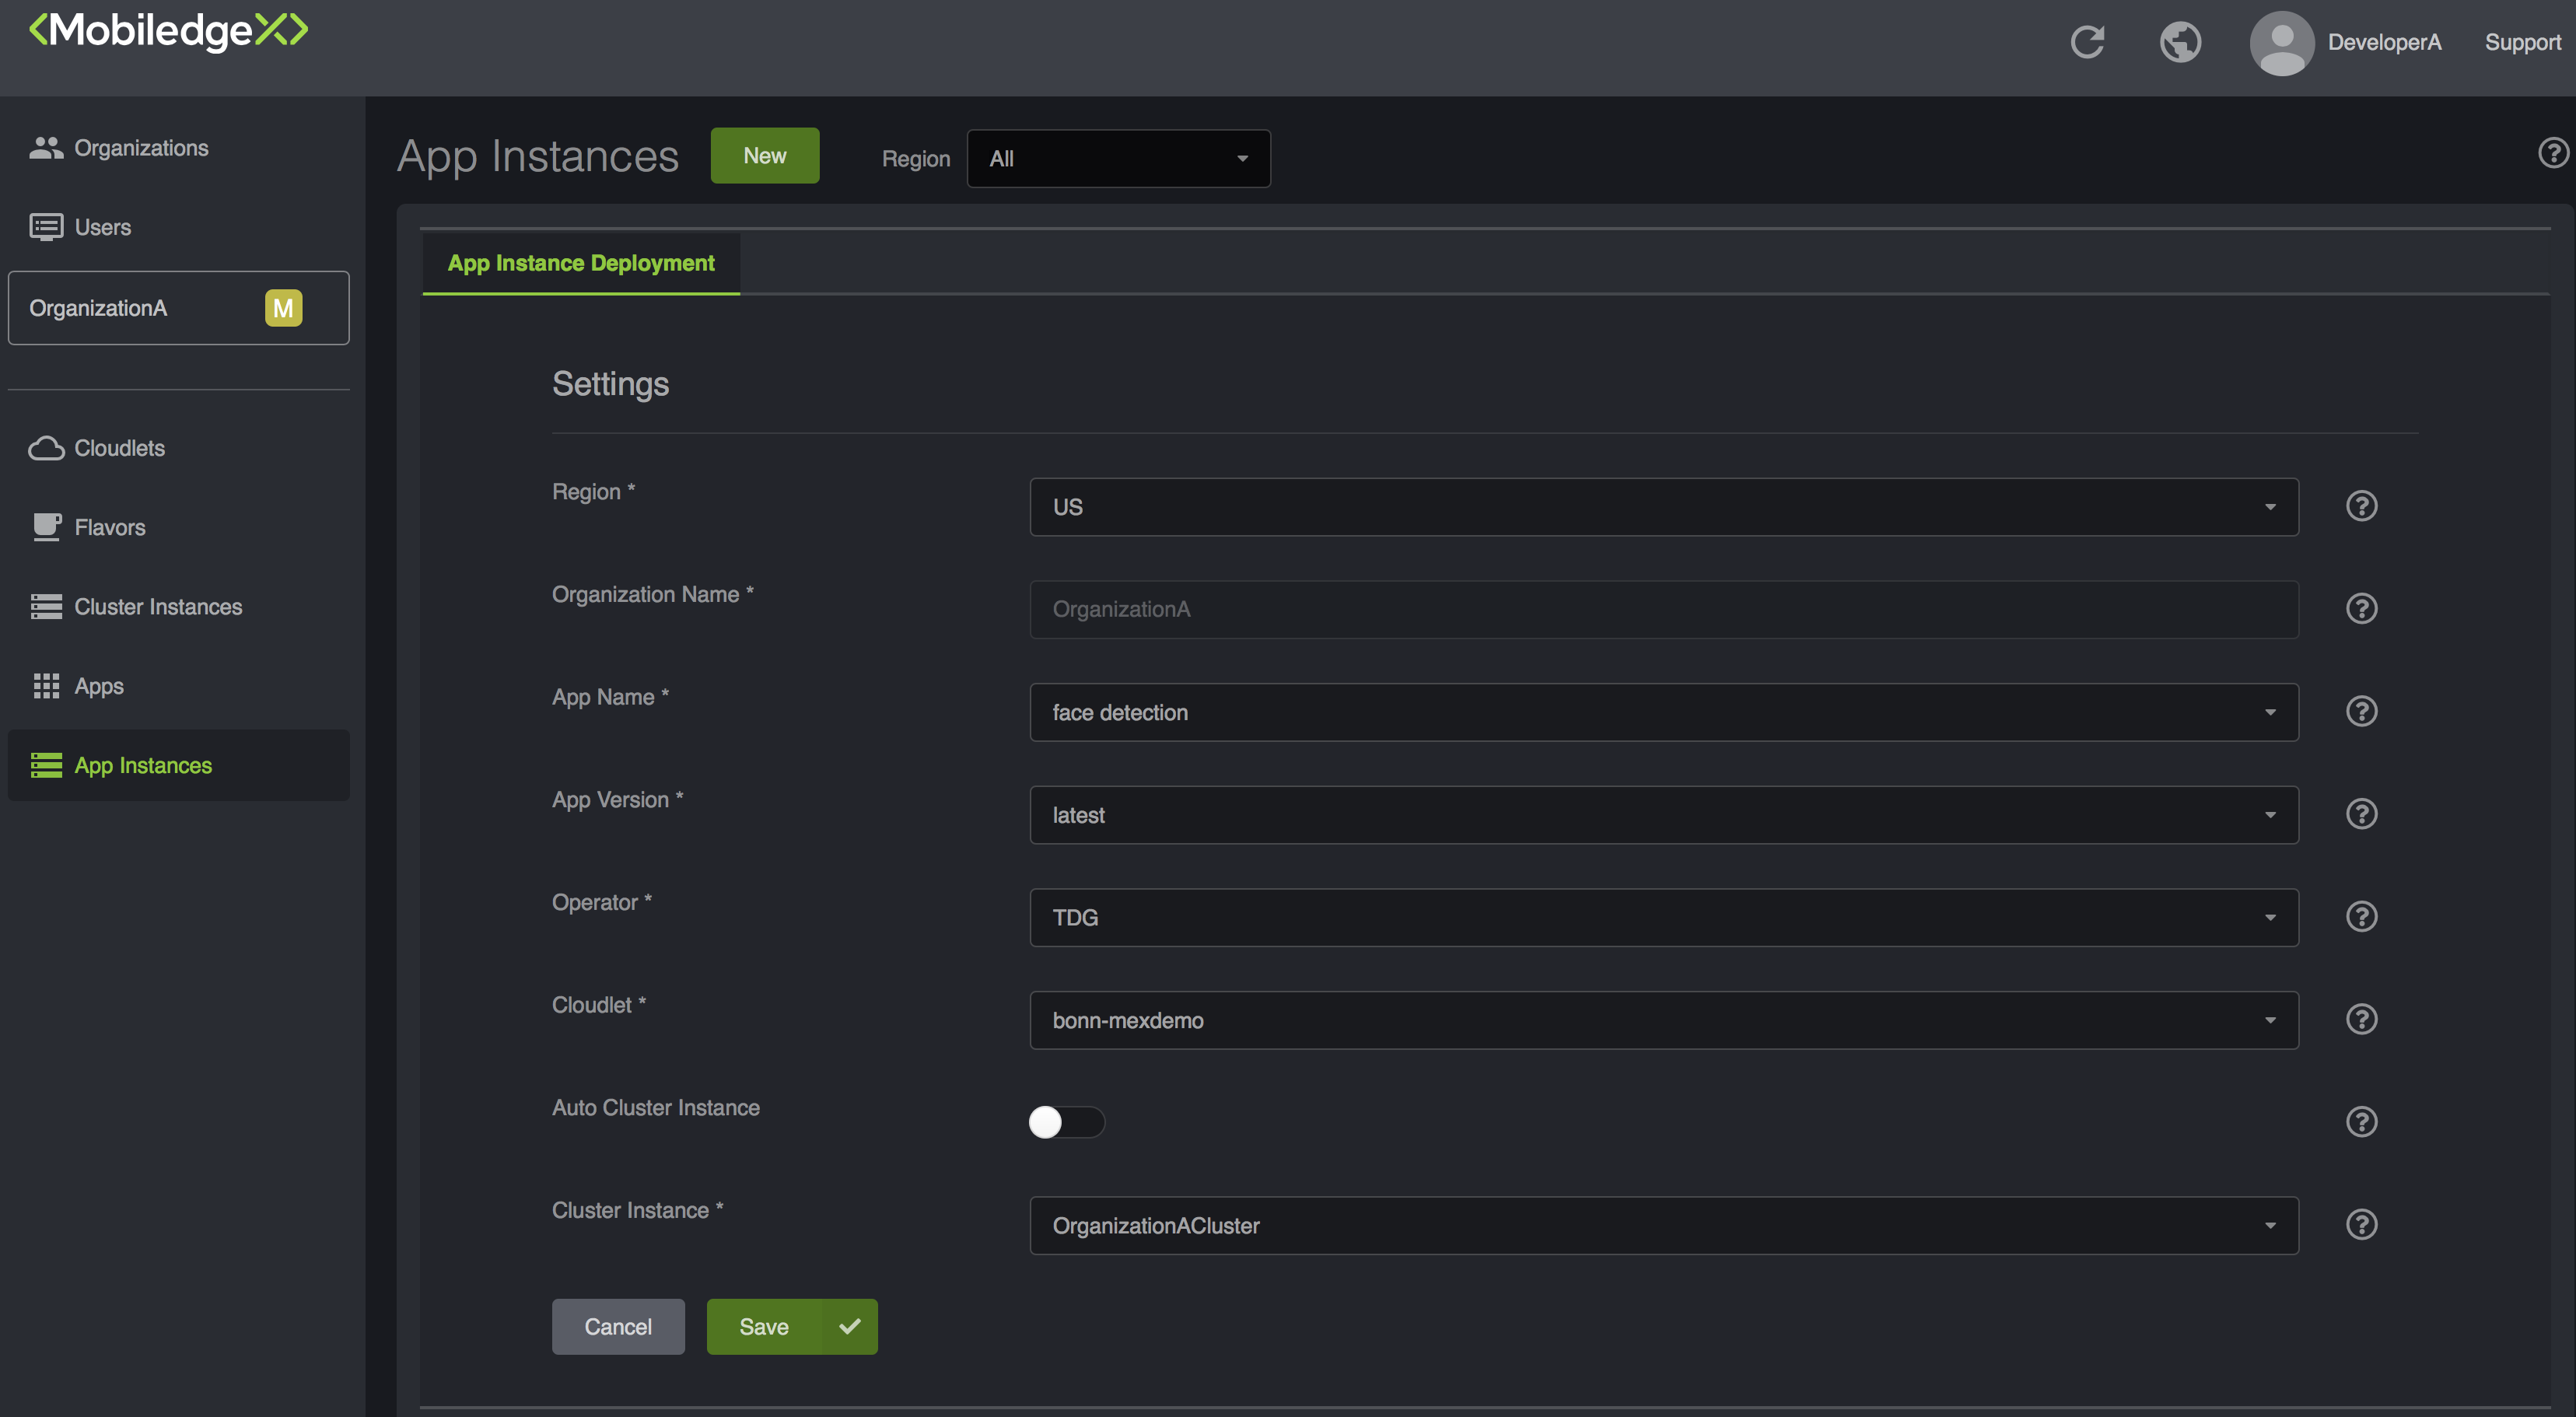 <MobiledgeX>
DeveloperA
Support
Organizations
Users
OrganizationA M
Cloudlets
Flavors
Cluster Instances
Apps
App Instances
App Instances New Region All
App Instance Deployment
Settings
Region * US
Organization Name * OrganizationA
App Name * face detection
App Version * latest
Operator * TDG
Cloudlet * bonn-mexdemo
Auto Cluster Instance
Cluster Instance * OrganizationACluster
Cancel Save